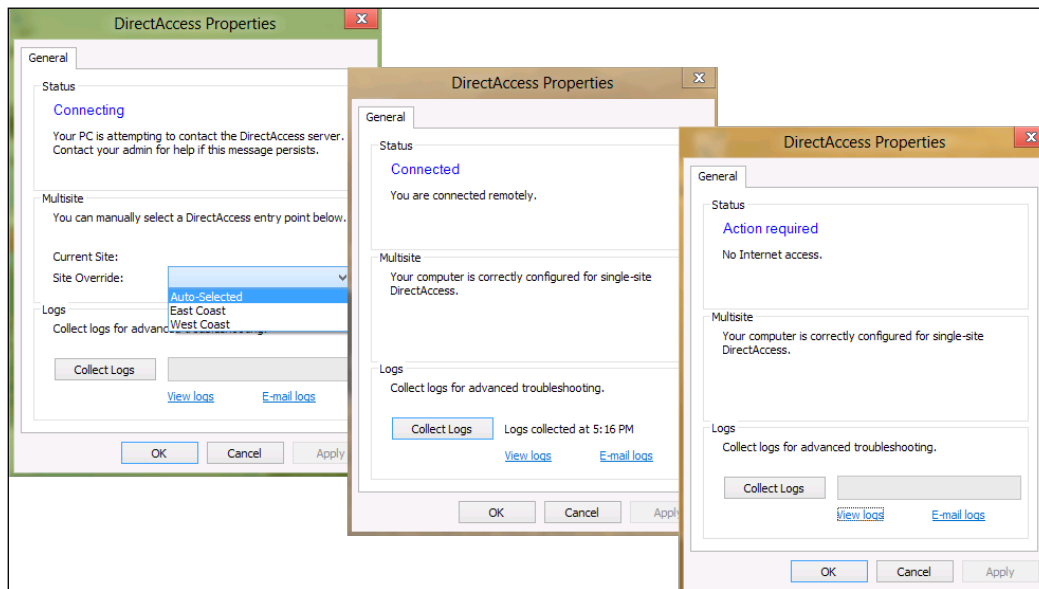 DirectAccess Properties
General
Status
Connecting
Your PC is attempting to contact the DirectAccess server.
Contact your admin for help if this message persists.
Multisite
You can manually select a DirectAccess entry point below.
Current Site:
Site Override:
Auto-Selected
East Coast
West Coast
Logs
Collect logs for advanced troubleshooting.
Collect Logs
View logs
E-mail logs
OK
Cancel
Apply
DirectAccess Properties
General
Status
Connected
You are connected remotely.
Multisite
Your computer is correctly configured for single-site
DirectAccess.
Logs
Collect logs for advanced troubleshooting.
Collect Logs
Logs collected at 5:16 PM
View logs
E-mail logs
OK
Cancel
Apply
DirectAccess Properties
General
Status
Action required
No Internet access.
Multisite
Your computer is correctly configured for single-site
DirectAccess.
Logs
Collect logs for advanced troubleshooting.
Collect Logs
View logs
E-mail logs
OK
Cancel
Apply